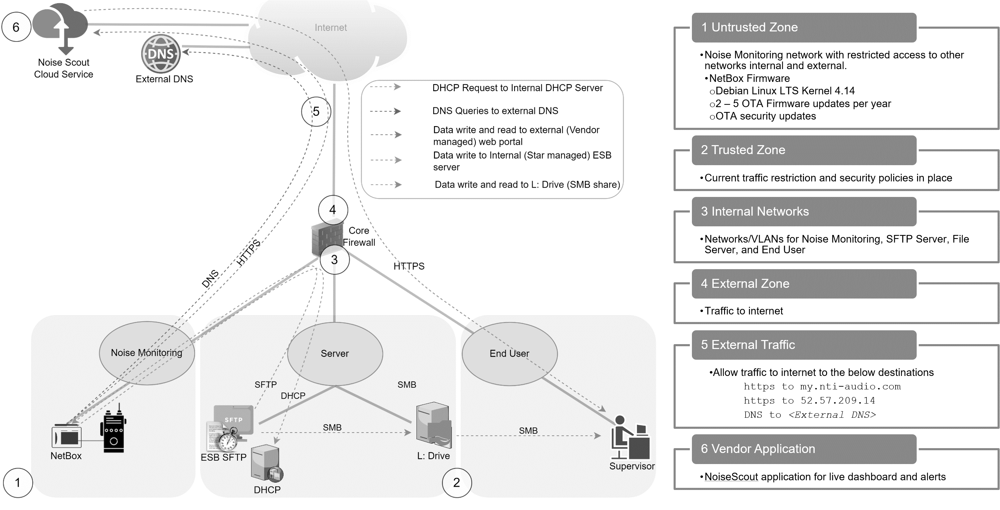 6
Noise Scout
Cloud Service
DNS
External DNS
Internet
5
DHCP Request to Internal DHCP Server
DNS Queries to external DNS
Data write and read to external (Vendor
managed) web portal
Data write to Internal (Star managed) ESB
server
Data write and read to L: Drive (SMB share)
4
Core
Firewall
3
HTTPS
DNS
HTTPS
Noise Monitoring
Server
End User
SFTP
DHCP
SMB
SFTP
SMB
SMB
NetBox
ESB SFTP
DHCP
L: Drive
Supervisor
1
2
1 Untrusted Zone
•Noise Monitoring network with restricted access to other
networks internal and external.
•NetBox Firmware
oDebian Linux LTS Kernel 4.14
o2 – 5 OTA Firmware updates per year
oOTA security updates
2 Trusted Zone
•Current traffic restriction and security policies in place
3 Internal Networks
•Networks/VLANs for Noise Monitoring, SFTP Server, File
Server, and End User
4 External Zone
•Traffic to internet
5 External Traffic
•Allow traffic to internet to the below destinations
https to my.nti-audio.com
https to 52.57.209.14
DNS to <External DNS>
6 Vendor Application
•NoiseScout application for live dashboard and alerts